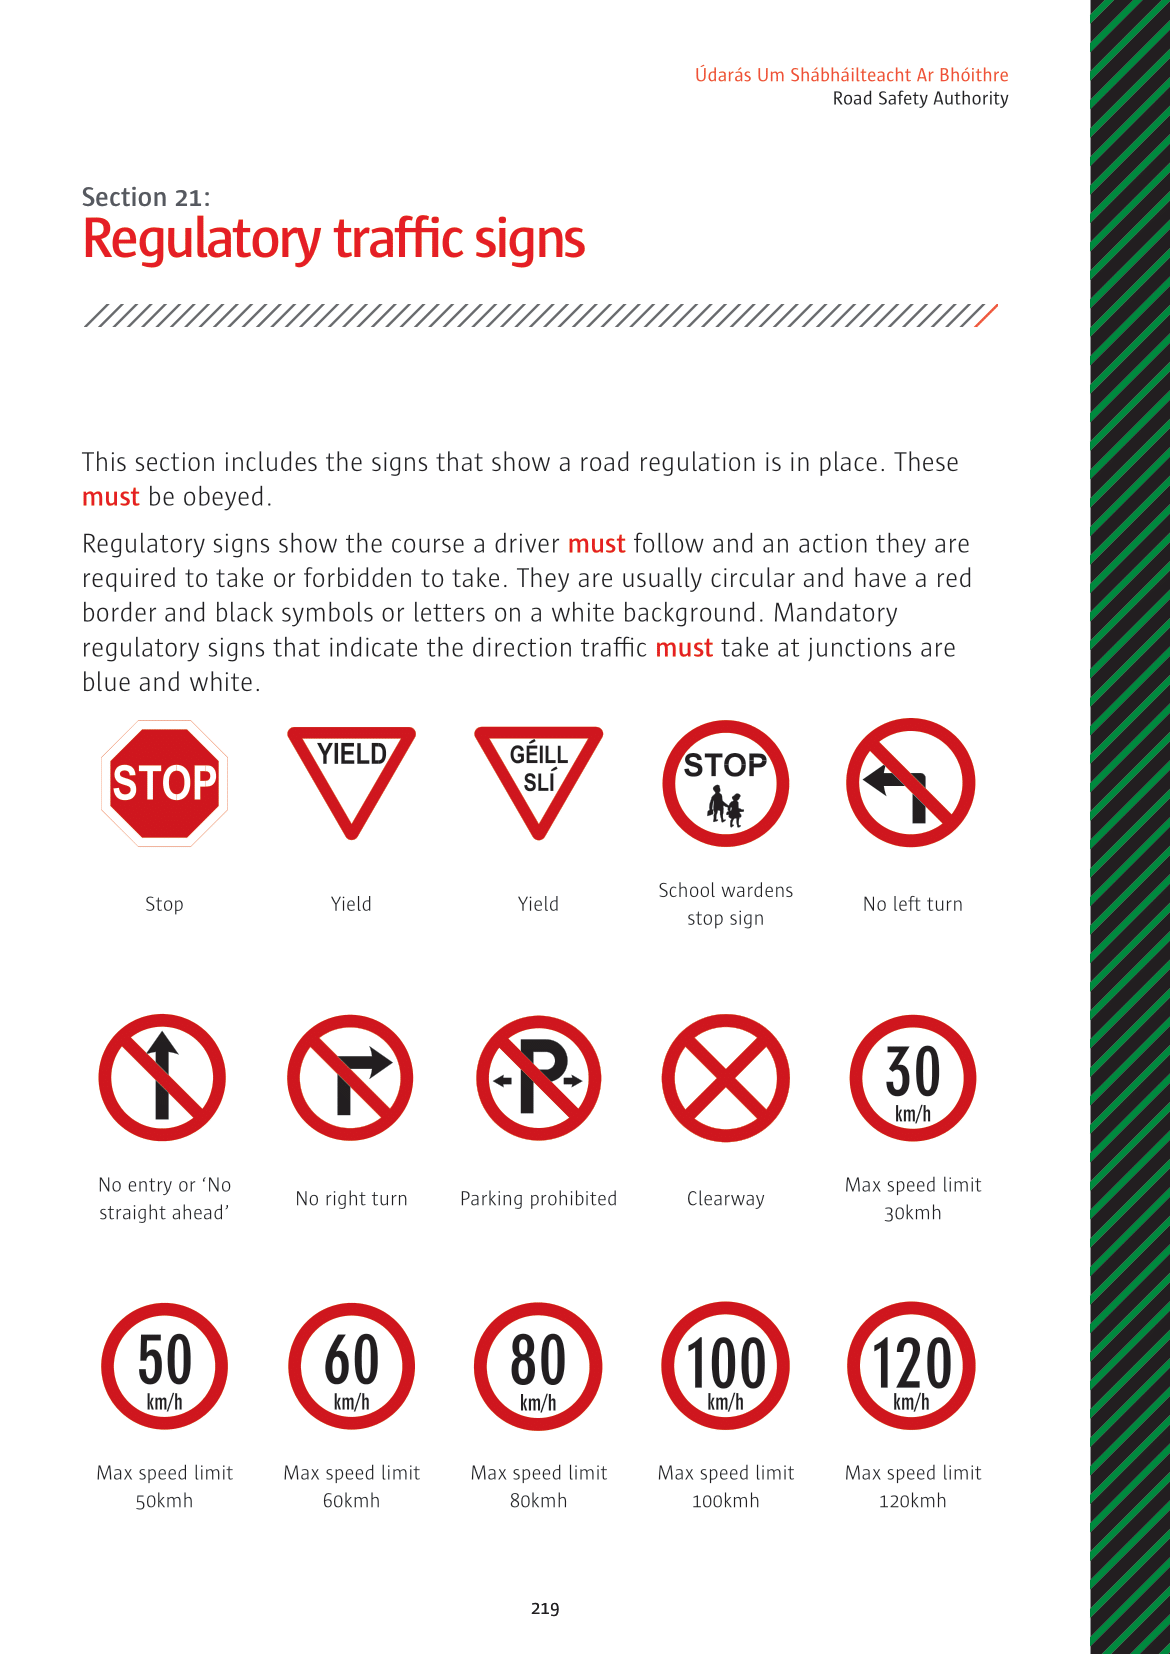 Údarás Um Shábháilteacht Ar Bhóithre
Road Safety Authority
Section 21:
Regulatory traffic signs
This section includes the signs that show a road regulation is in place. These
must be obeyed.
Regulatory signs show the course a driver must follow and an action they are
required to take or forbidden to take. They are usually circular and have a red
border and black symbols or letters on a white background. Mandatory
regulatory signs that indicate the direction traffic must take at junctions are
blue and white.
STOP
YIELD
GÉILL
SLÍ
STOP
Stop
Yield
Yield
School wardens
stop sign
No left turn
P
30
km/h
No entry or ‘No
straight ahead’
No right turn
Parking prohibited
Clearway
Max speed limit
30kmh
50
km/h
60
km/h
80
km/h
100
km/h
120
km/h
Max speed limit
50kmh
Max speed limit
60kmh
Max speed limit
80kmh
Max speed limit
100kmh
Max speed limit
120kmh
219